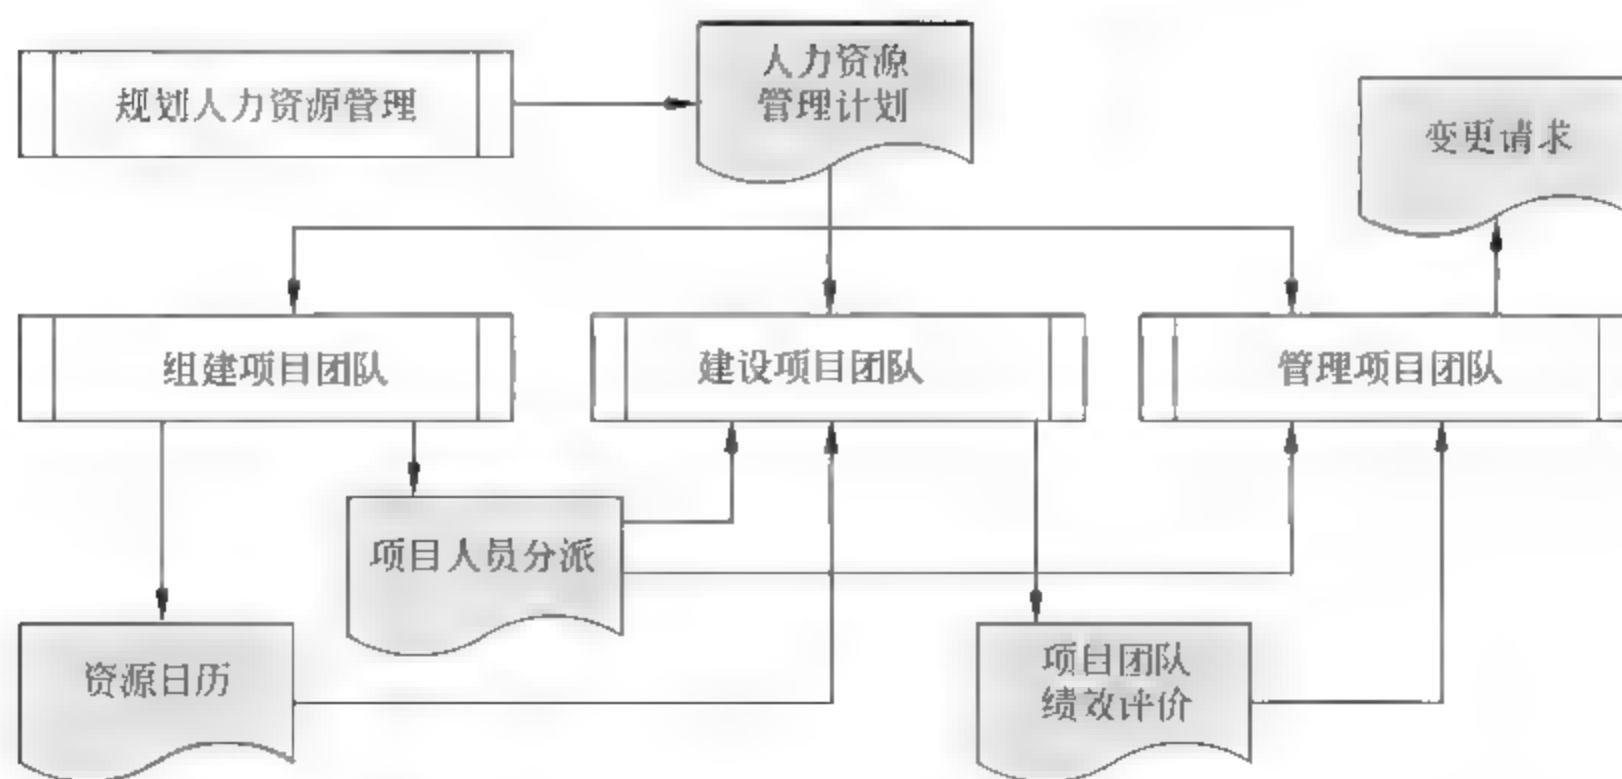 人力资源
管理计划
规划人力资源管理
变更请求
组建项目团队
建设项目团队
管理项目团队
项目人员分派
资源日历
项目团队
绩效评价